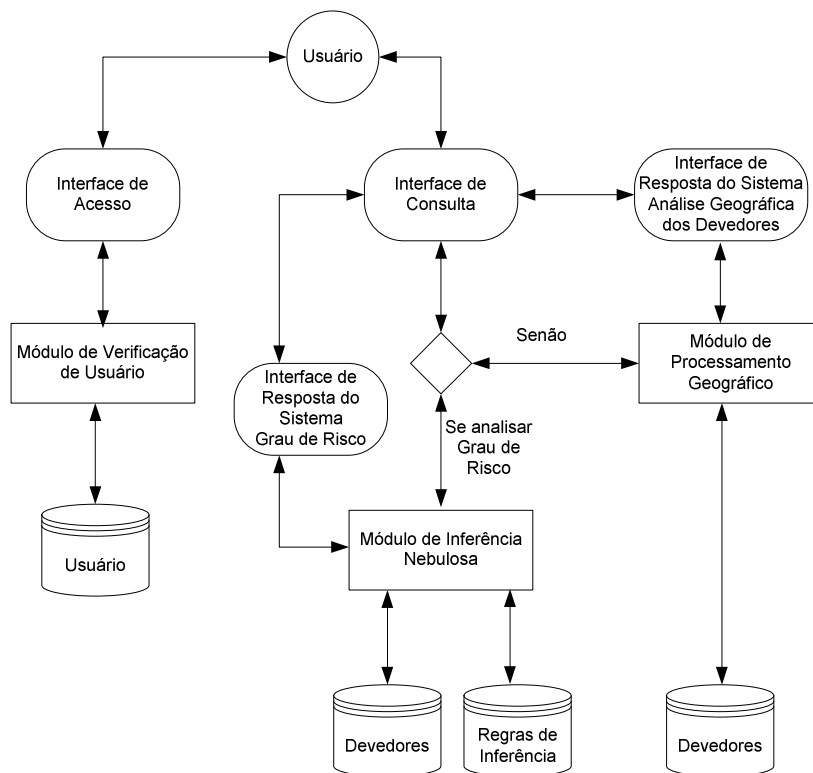 Usuário
Interface de
Acesso
Interface de
Consulta
Interface de
Resposta do Sistema
Análise Geográfica
dos Devedores
Módulo de Verificação
de Usuário
Senão
Módulo de
Processamento
Geográfico
Interface de
Resposta do
Sistema
Grau de Risco
Se analisar
Grau de
Risco
Usuário
Módulo de Inferência
Nebulosa
Devedores
Regras de
Inferência
Devedores